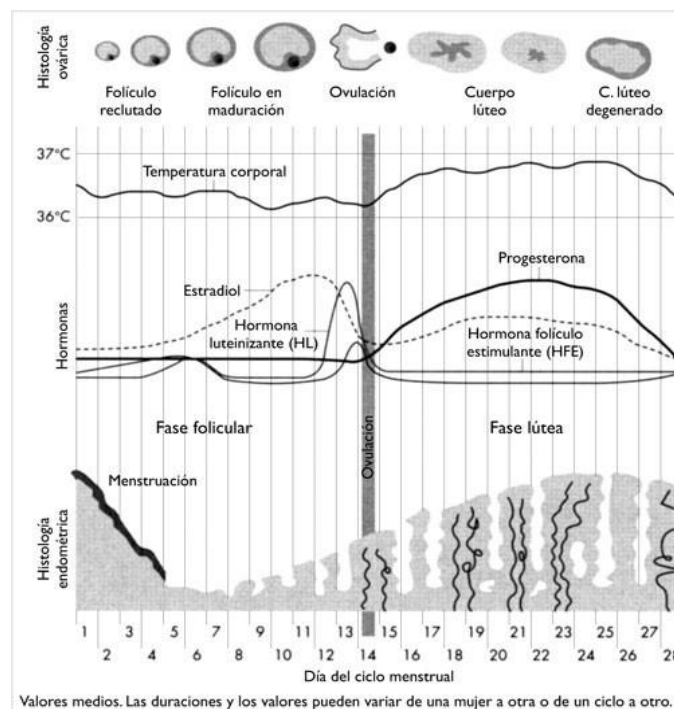 Histología
ovárica
Folículo
reclutado
Folículo en
maduración
Ovulación
Cuerpo
lúteo
C. lúteo
degenerado
37°C
Temperatura corporal
36°C
Hormonas
Progesterona
Estradiol
Hormona
luteinizante (HL)
Hormona folículo
estimulante (HFE)
Fase folicular
Ovulación
Fase lútea
Histología
endométrica
Menstruación
1 3 5 7 9 11 13 15 17 19 21 23 25 27
2 4 6 8 10 12 14 16 18 20 22 24 26 28
Día del ciclo menstrual
Valores medios. Las duraciones y los valores pueden variar de una mujer a otra o de un ciclo a otro.